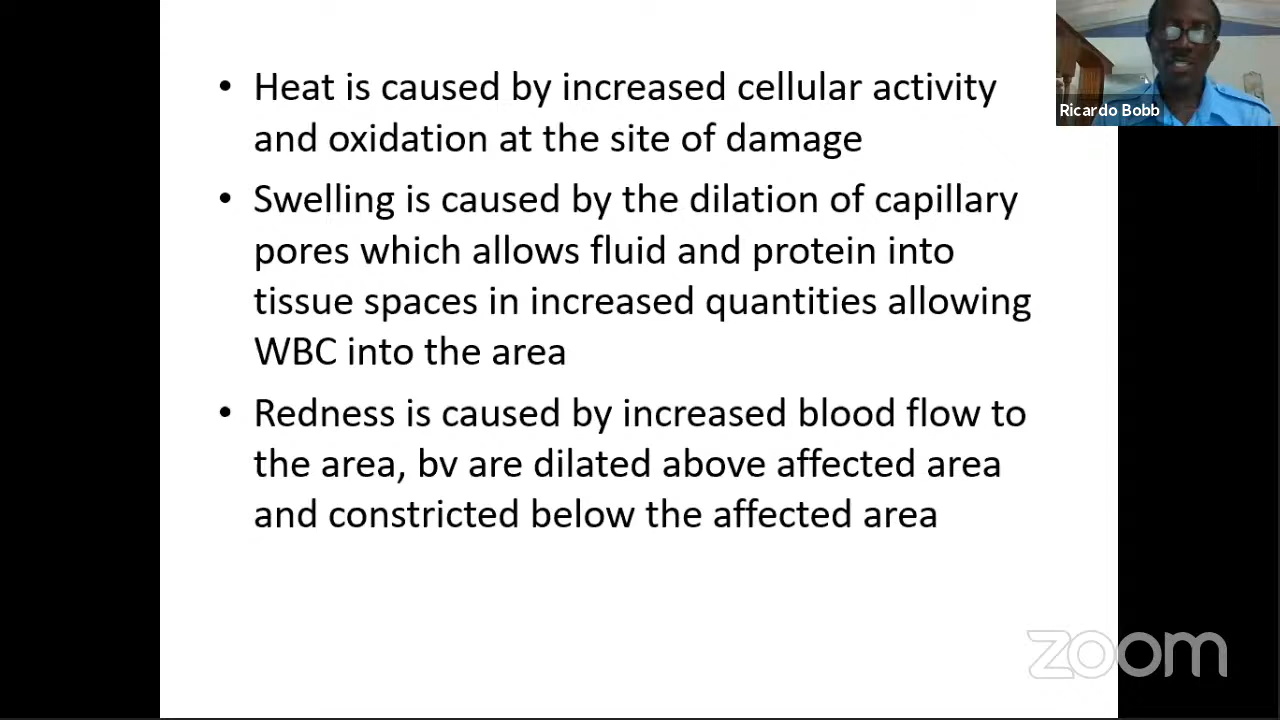 • Heat is caused by increased cellular activity
and oxidation at the site of damage
• Swelling is caused by the dilation of capillary
pores which allows fluid and protein into
tissue spaces in increased quantities allowing
WBC into the area
• Redness is caused by increased blood flow to
the area, bv are dilated above affected area
and constricted below the affected area
Ricardo Bobb
zoom